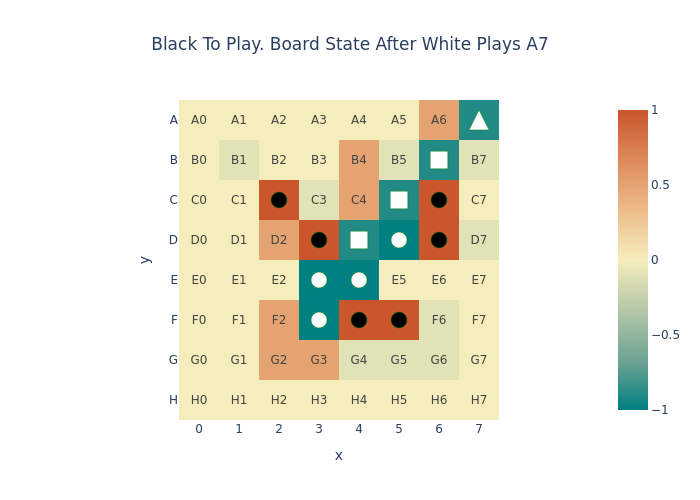 Black To Play. Board State After White Plays A7
A A0 A1 A2 A3 A4 A5 A6 1
B B0 B1 B2 B3 B4 B5 B7
C C0 C1 C3 C4 C7 0.5
D D0 D1 D2 D7
y 0
E E0 E1 E2 E5 E6 E7
F F0 F1 F2 F6 F7 −0.5
G G0 G1 G2 G3 G4 G5 G6 G7
H H0 H1 H2 H3 H4 H5 H6 H7 −1
0 1 2 3 4 5 6 7
x